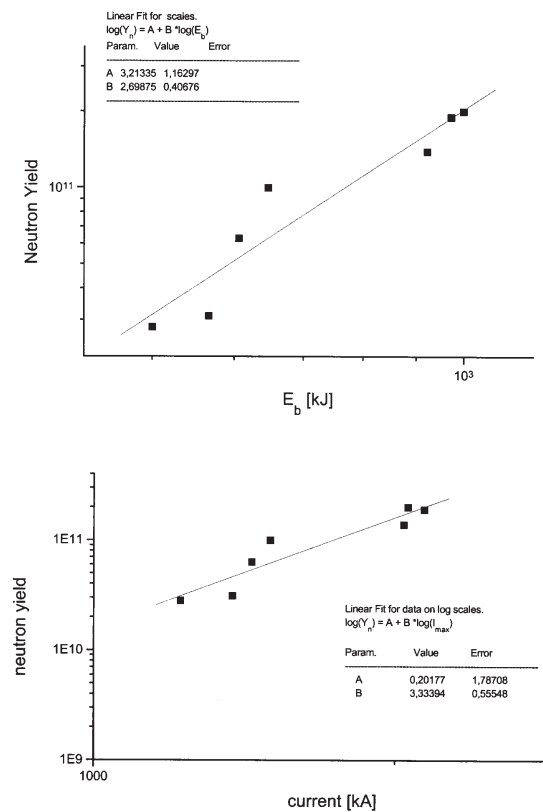 Linear Fit for scales.
log(Yn) = A + B *log(Eb)
Param. Value Error
A 3,21335 1,16297
B 2,69875 0,40676
Neutron Yield
10¹¹
10³
Eb [kJ]
neutron yield
1E11
1E10
1E9
1000
Linear Fit for data on log scales.
log(Yn) = A + B *log(Imax)
Param. Value Error
A 0,20177 1,78708
B 3,33394 0,55548
current [kA]